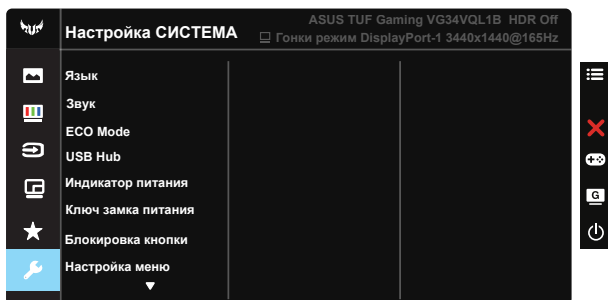 ASUS TUF Gaming VG34VQL1B HDR Off
Настройка СИСТЕМА
Гонки режим DisplayPort-1 3440x1440@165Hz
Язык
Звук
ECO Mode
USB Hub
Индикатор питания
Ключ замка питания
Блокировка кнопки
Настройка меню
G